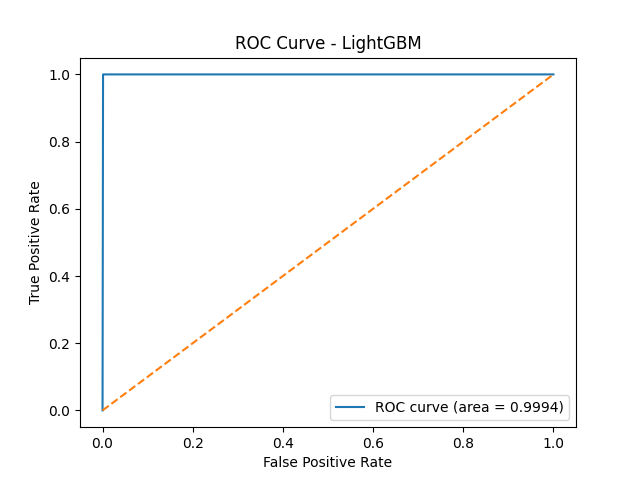 ROC Curve - LightGBM
True Positive Rate
1.0
0.8
0.6
0.4
0.2
0.0
ROC curve (area = 0.9994)
0.0 0.2 0.4 0.6 0.8 1.0
False Positive Rate